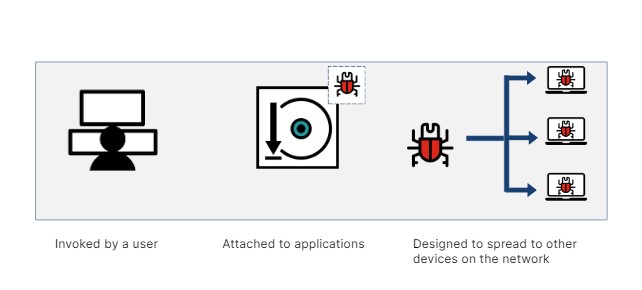 Invoked by a user
Attached to applications
Designed to spread to other
devices on the network